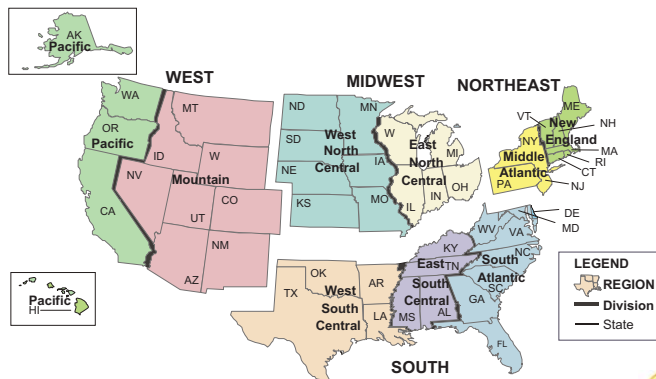 AK
Pacific
WEST
MIDWEST
NORTHEAST
WA
MT
ND
MN
VT
ME
New
NH
OR
Pacific
SD
West
North
Central
W
East
North
Central
MI
NY
England
MA
ID
W
IA
Middle
Atlantic
RI
CT
NV
Mountain
NE
OH
PA
NJ
CO
IL
IN
CA
UT
KS
MO
DE
MD
WV
VA
NM
KY
NC
AZ
OK
AR
East
TN
South
Atlantic
LEGEND
REGION
Division
State
Pacific
HI
TX
West
South
Central
South
Central
SC
LA
MS
AL
GA
FL
SOUTH